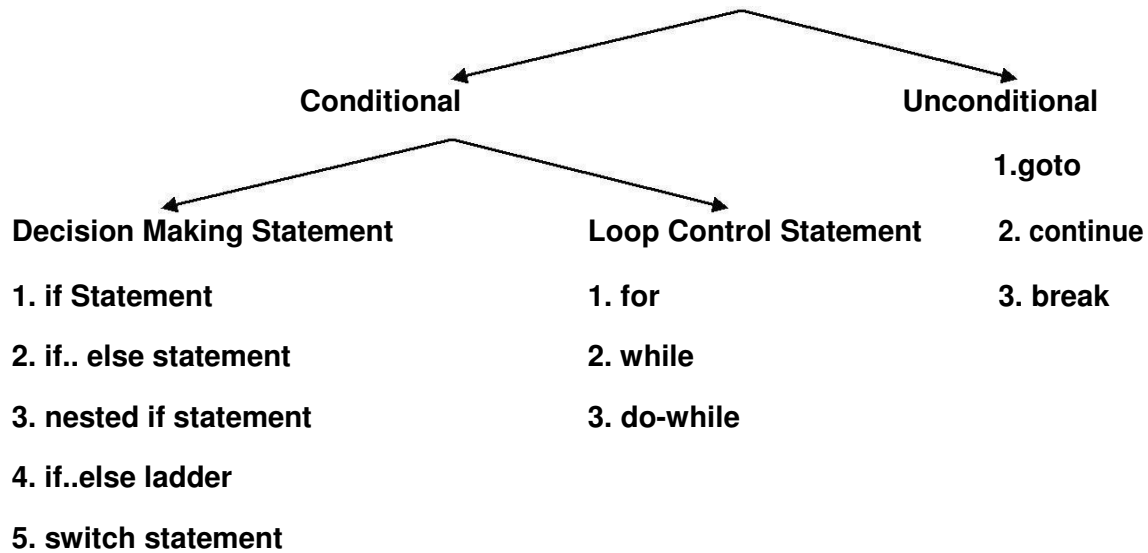 Conditional
Unconditional
1.goto
Decision Making Statement
Loop Control Statement
2. continue
1. if Statement
1. for
3. break
2. if.. else statement
2. while
3. nested if statement
3. do-while
4. if..else ladder
5. switch statement